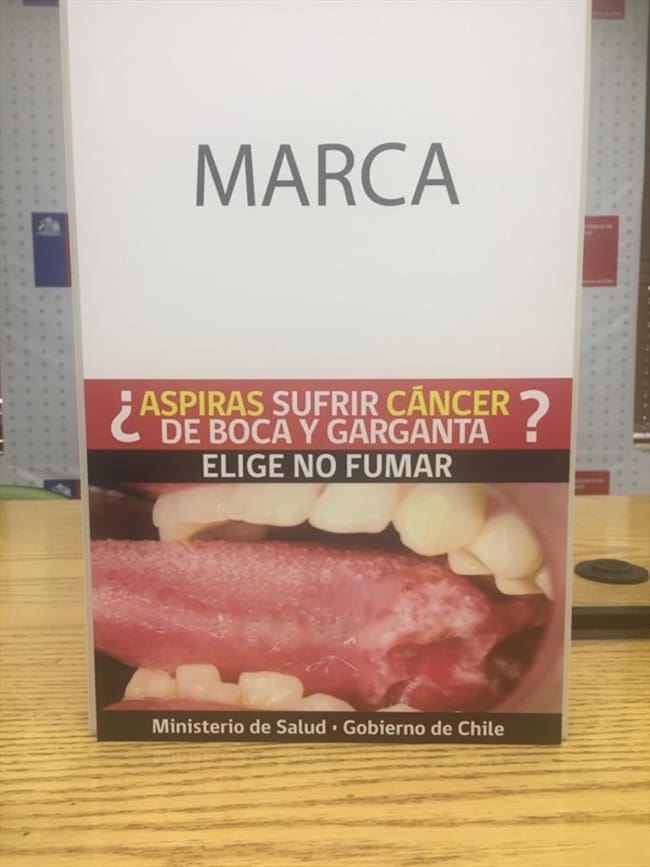 MARCA
¿ASPIRAS SUFRIR CÁNCER
DE BOCA Y GARGANTA?
ELIGE NO FUMAR
Ministerio de Salud • Gobierno de Chile